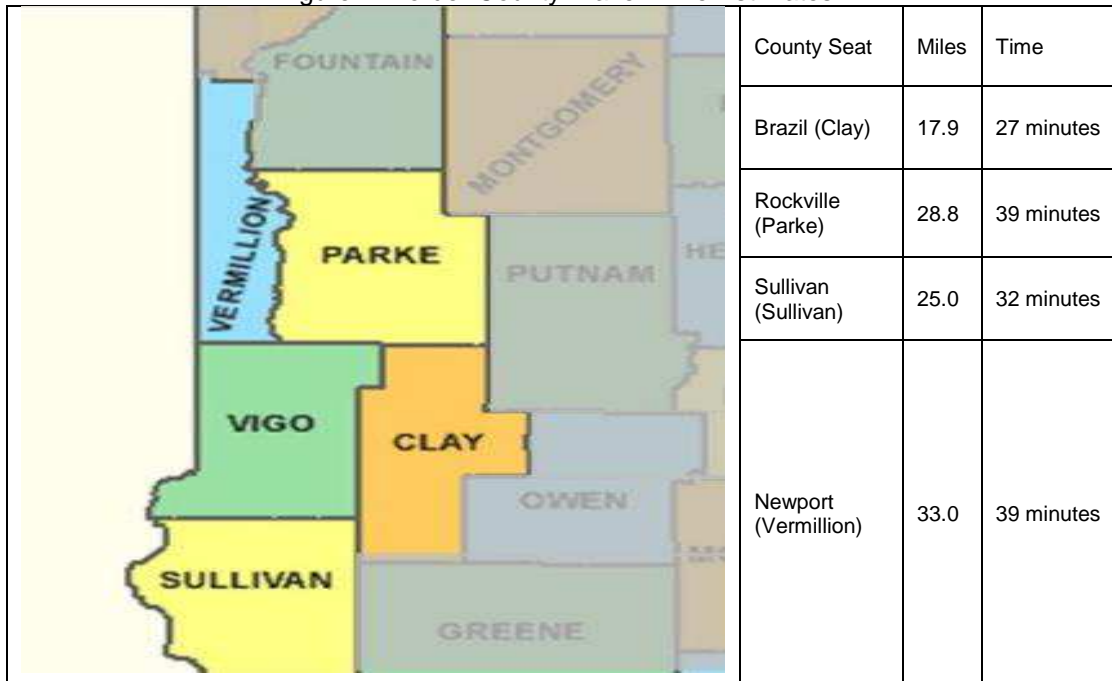 FOUNTAIN
MONTGOMERY
VERMILLION
PARKE
PUTNAM
VIGO
CLAY
OWEN
SULLIVAN
GREENE
County Seat Miles Time
Brazil (Clay) 17.9 27 minutes
Rockville
(Parke) 28.8 39 minutes
Sullivan
(Sullivan) 25.0 32 minutes
Newport
(Vermillion) 33.0 39 minutes